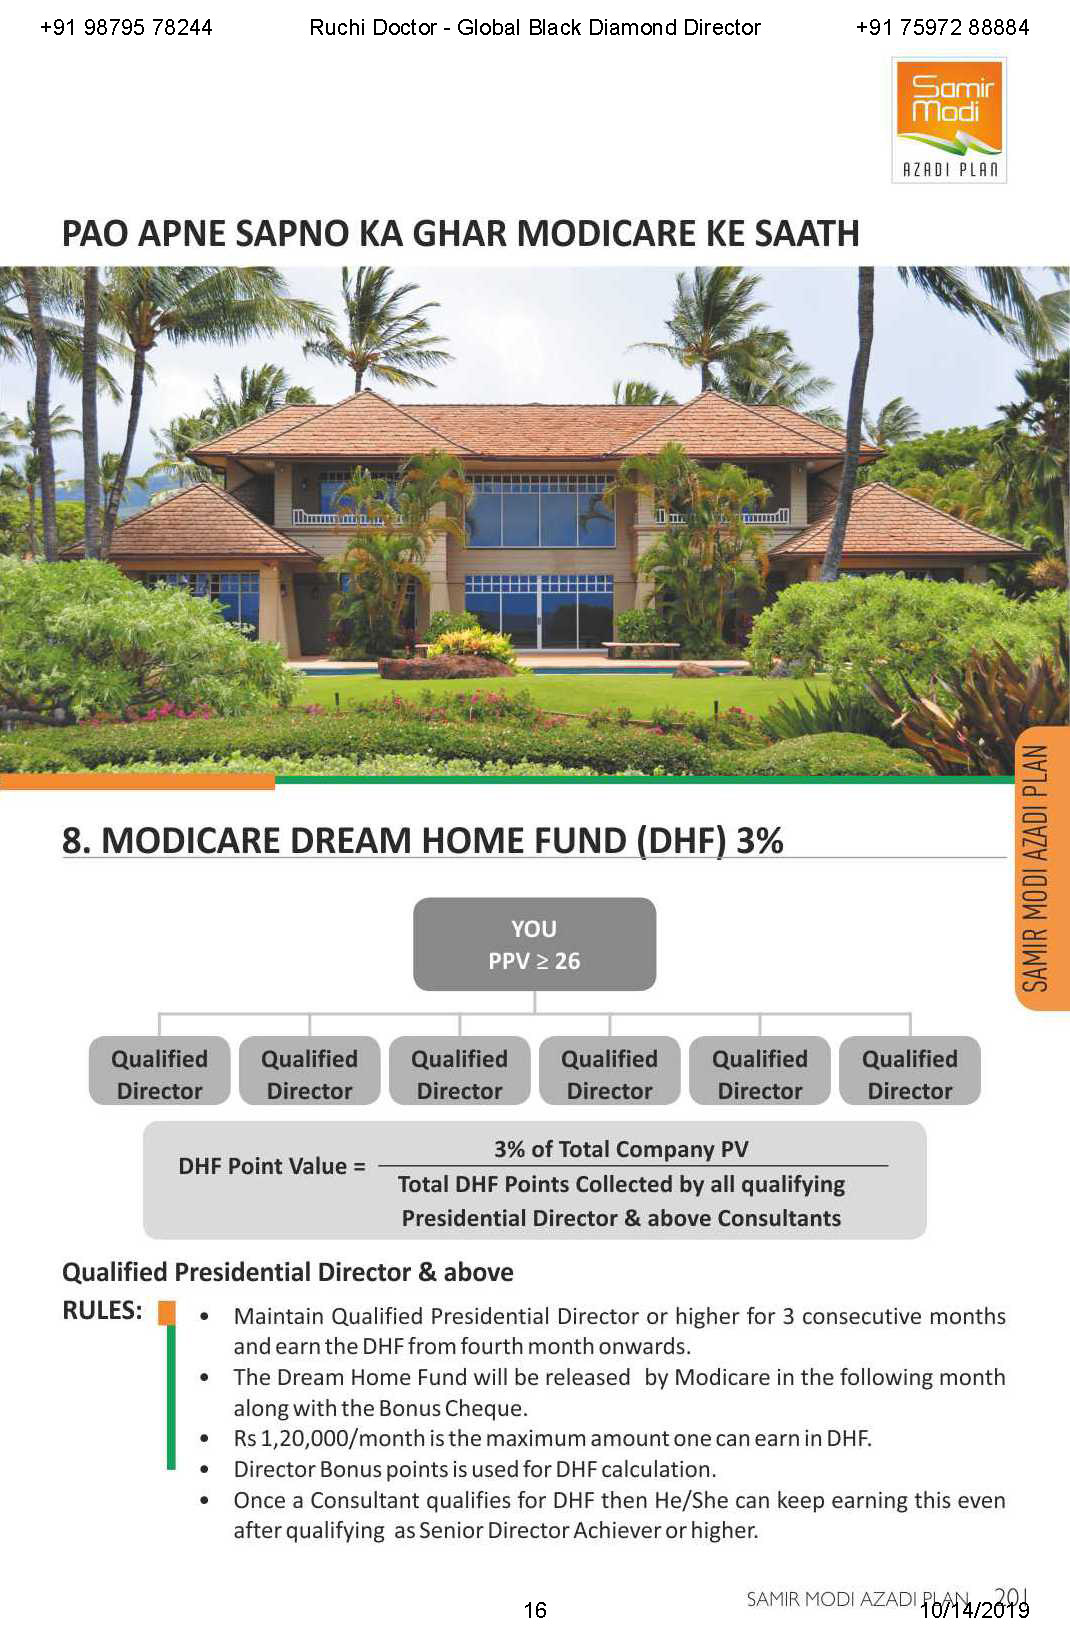 +91 98795 78244 Ruchi Doctor - Global Black Diamond Director +91 75972 88884
Samir
Modi
AZADI PLAN
PAO APNE SAPNO KA GHAR MODICARE KE SAATH
SAMIR MODI AZADI PLAN
8. MODICARE DREAM HOME FUND (DHF) 3%
YOU
PPV ≥ 26
Qualified Director
Qualified Director
Qualified Director
Qualified Director
Qualified Director
Qualified Director
DHF Point Value =
3% of Total Company PV
Total DHF Points Collected by all qualifying
Presidential Director & above Consultants
Qualified Presidential Director & above
RULES:
• Maintain Qualified Presidential Director or higher for 3 consecutive months
and earn the DHF from fourth month onwards.
• The Dream Home Fund will be released by Modicare in the following month
along with the Bonus Cheque.
• Rs 1,20,000/month is the maximum amount one can earn in DHF.
• Director Bonus points is used for DHF calculation.
• Once a Consultant qualifies for DHF then He/She can keep earning this even
after qualifying as Senior Director Achiever or higher.
SAMIR MODI AZADI PLAN 201
16 10/14/2019